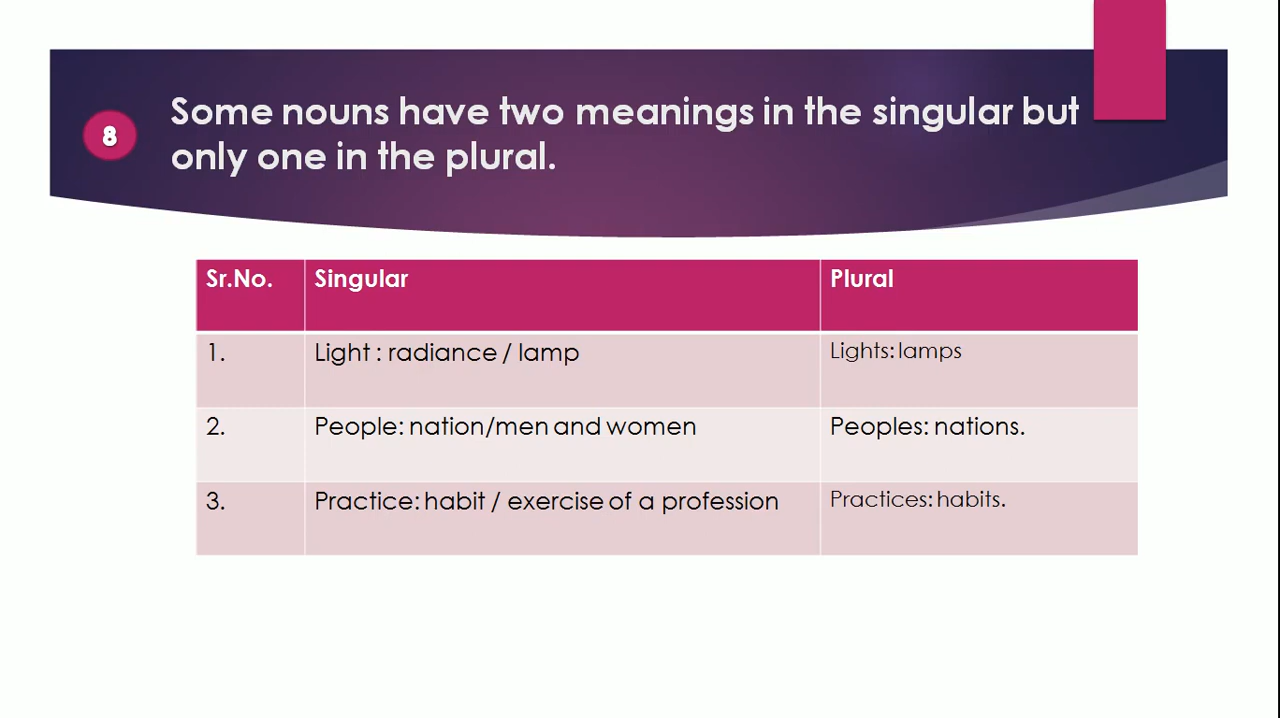 8
Some nouns have two meanings in the singular but
only one in the plural.
Sr.No. Singular Plural
1. Light : radiance / lamp Lights: lamps
2. People: nation/men and women Peoples: nations.
3. Practice: habit / exercise of a profession Practices: habits.